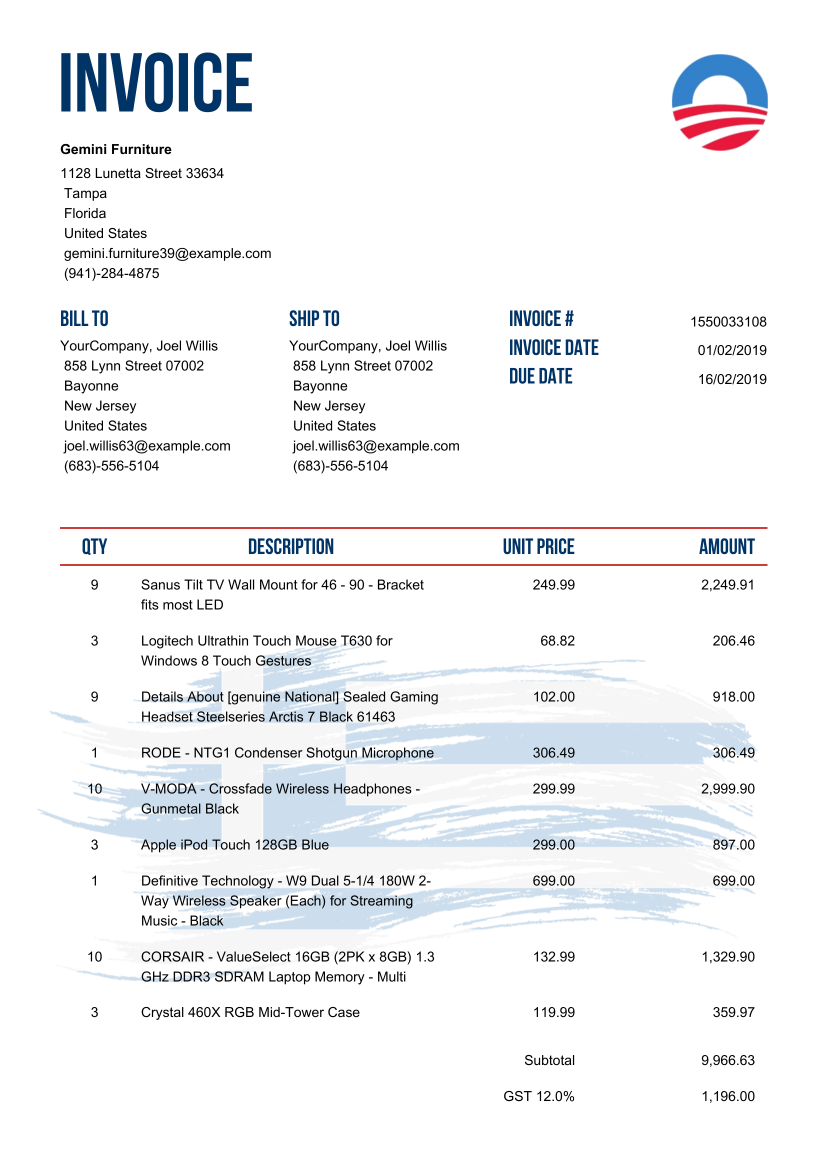 INVOICE
Gemini Furniture
1128 Lunetta Street 33634
Tampa
Florida
United States
gemini.furniture39@example.com
(941)-284-4875
BILL TO
YourCompany, Joel Willis
858 Lynn Street 07002
Bayonne
New Jersey
United States
joel.willis63@example.com
(683)-556-5104
SHIP TO
YourCompany, Joel Willis
858 Lynn Street 07002
Bayonne
New Jersey
United States
joel.willis63@example.com
(683)-556-5104
INVOICE # 1550033108
INVOICE DATE 01/02/2019
DUE DATE 16/02/2019
QTY DESCRIPTION UNIT PRICE AMOUNT
9 Sanus Tilt TV Wall Mount for 46 - 90 - Bracket 249.99 2,249.91
fits most LED
3 Logitech Ultrathin Touch Mouse T630 for 68.82 206.46
Windows 8 Touch Gestures
9 Details About [genuine National] Sealed Gaming 102.00 918.00
Headset Steelseries Arctis 7 Black 61463
1 RODE - NTG1 Condenser Shotgun Microphone 306.49 306.49
10 V-MODA - Crossfade Wireless Headphones - 299.99 2,999.90
Gunmetal Black
3 Apple iPod Touch 128GB Blue 299.00 897.00
1 Definitive Technology - W9 Dual 5-1/4 180W 2- 699.00 699.00
Way Wireless Speaker (Each) for Streaming
Music - Black
10 CORSAIR - ValueSelect 16GB (2PK x 8GB) 1.3 132.99 1,329.90
GHz DDR3 SDRAM Laptop Memory - Multi
3 Crystal 460X RGB Mid-Tower Case 119.99 359.97
Subtotal 9,966.63
GST 12.0% 1,196.00